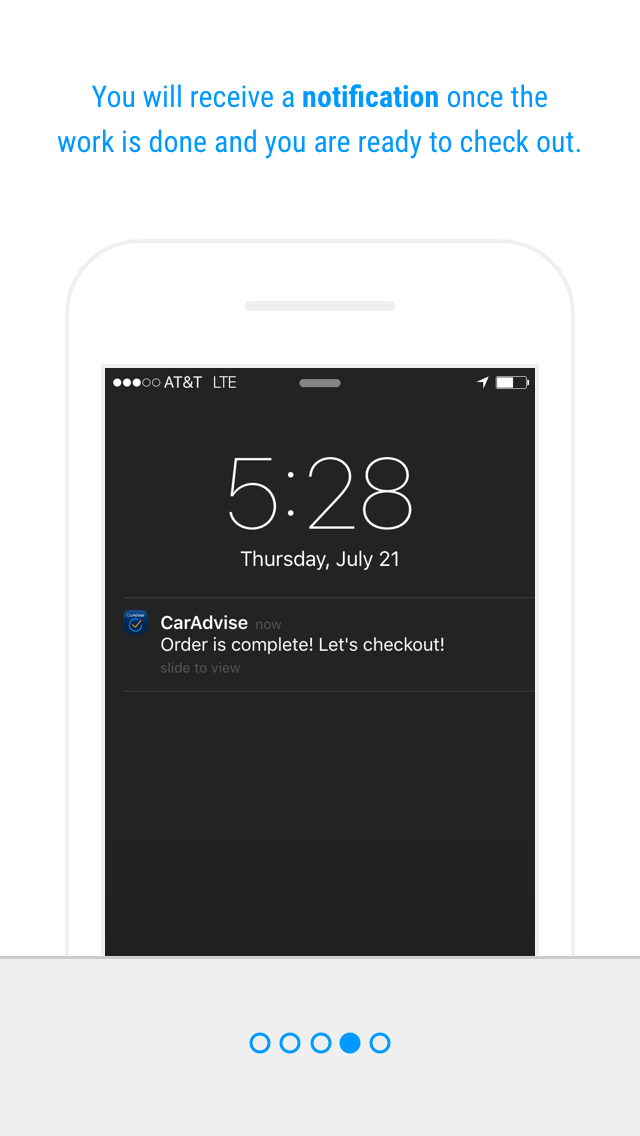 You will receive a notification once the
work is done and you are ready to check out.
AT&T LTE
5:28
Thursday, July 21
CarAdvise now
Order is complete! Let's checkout!
slide to view